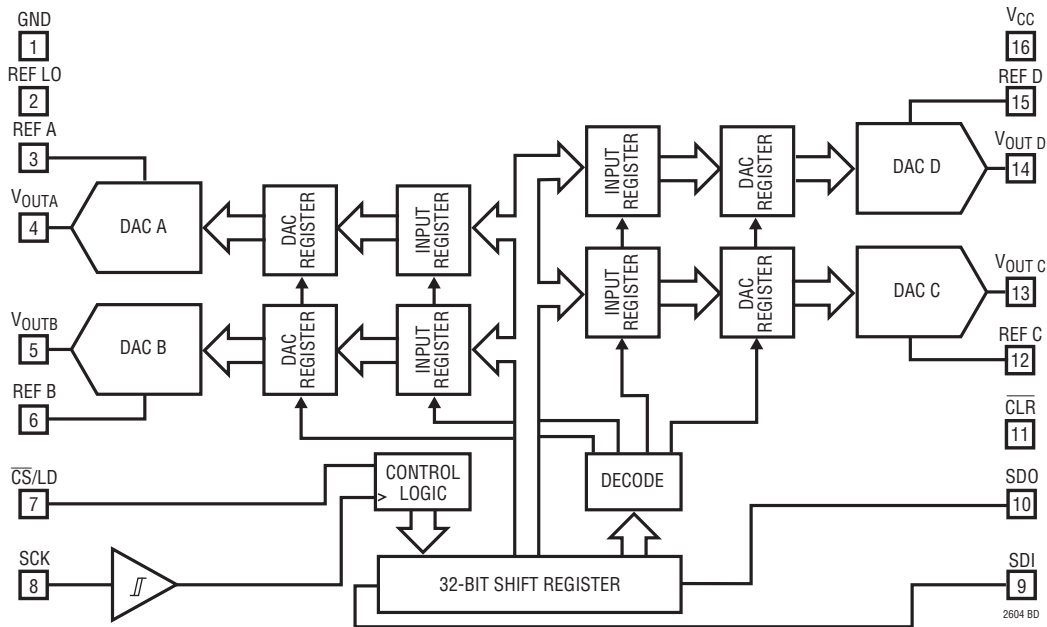 GND
1
REF LO
2
REF A
3
VOUTA
4
VOUTB
5
REF B
6
CS/LD
7
SCK
8
DAC A
DAC
REGISTER
INPUT
REGISTER
DAC B
DAC
REGISTER
INPUT
REGISTER
INPUT
REGISTER
DAC
REGISTER
DAC D
INPUT
REGISTER
DAC
REGISTER
DAC C
CONTROL
LOGIC
DECODE
32-BIT SHIFT REGISTER
VCC
16
REF D
15
VOUT D
14
VOUT C
13
REF C
12
CLR
11
SDO
10
SDI
9
2604 BD